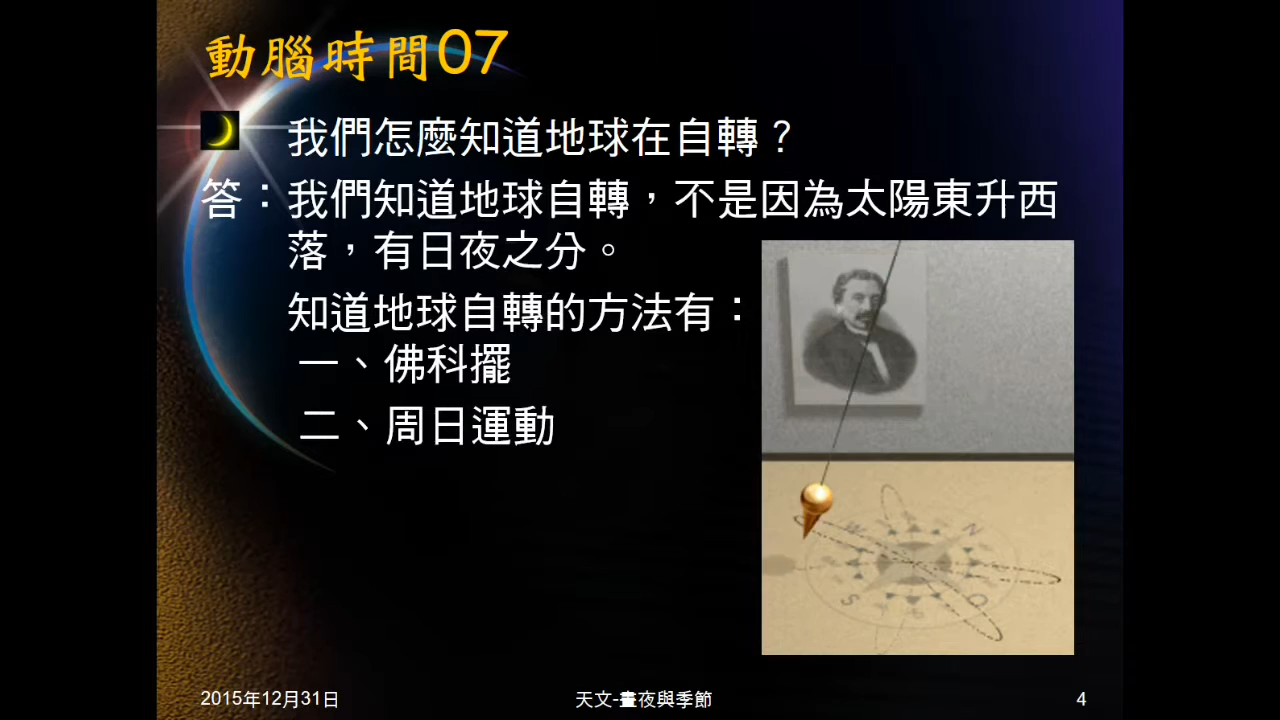 動腦時間07
我們怎麼知道地球在自轉？
答：我們知道地球自轉，不是因為太陽東升西
落，有日夜之分。
知道地球自轉的方法有：
一、佛科擺
二、周日運動
W
N
S
O
2015年12月31日
天文-晝夜與季節
4